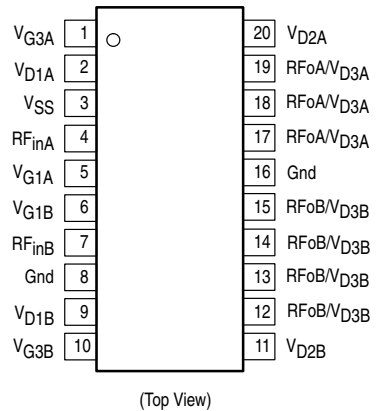 VG3A 1 20 VD2A
VD1A 2 19 RFoA/VD3A
VSS 3 18 RFoA/VD3A
RFinA 4 17 RFoA/VD3A
VG1A 5 16 Gnd
VG1B 6 15 RFoB/VD3B
RFinB 7 14 RFoB/VD3B
Gnd 8 13 RFoB/VD3B
VD1B 9 12 RFoB/VD3B
VG3B 10 11 VD2B
(Top View)